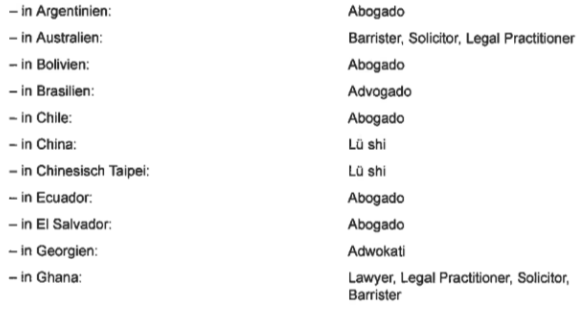 – in Argentinien: Abogado
– in Australien: Barrister, Solicitor, Legal Practitioner
– in Bolivien: Abogado
– in Brasilien: Advogado
– in Chile: Abogado
– in China: Lü shi
– in Chinesisch Taipei: Lü shi
– in Ecuador: Abogado
– in El Salvador: Abogado
– in Georgien: Adwokati
– in Ghana: Lawyer, Legal Practitioner, Solicitor,
Barrister